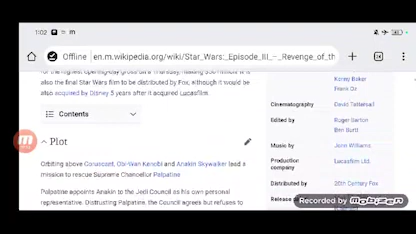 1:02
41%
Offline en.m.wikipedia.org/wiki/Star_Wars:_Episode_III_–_Revenge_of_th
for the highest opening-day gross on a Thursday, making $50 million. It is
also the final Star Wars film to be distributed by Fox, although it would be
also acquired by Disney 5 years after it acquired Lucasfilm.
Contents
Plot
Orbiting above Coruscant, Obi-Wan Kenobi and Anakin Skywalker lead a
mission to rescue Supreme Chancellor Palpatine
Palpatine appoints Anakin to the Jedi Council as his own personal
representative. Distrusting Palpatine, the Council agrees but refuses to
Kenny Baker
Frank Oz
Cinematography David Tattersall
Edited by Roger Barton
Ben Burtt
Music by John Williams
Production Lucasfilm Ltd.
company
Distributed by 20th Century Fox
Release
Recorded by mobizen